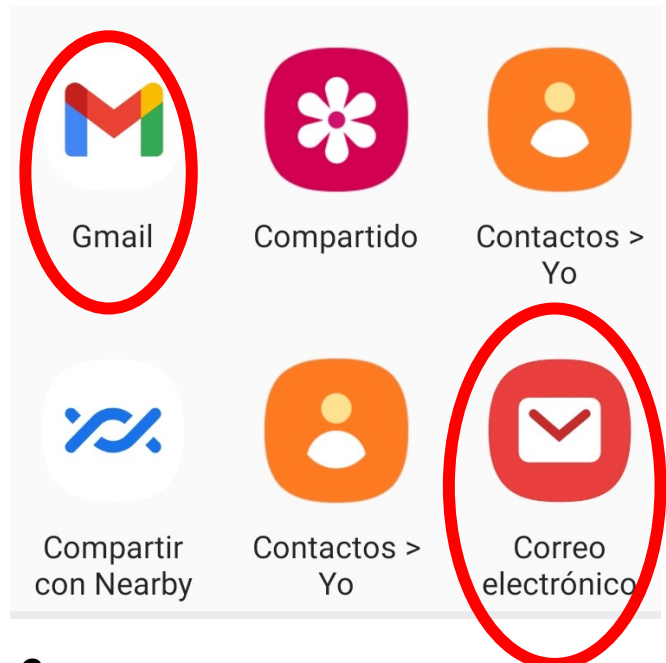 Gmail
Compartido
Contactos >
Yo
Compartir
con Nearby
Contactos >
Yo
Correo
electrónico